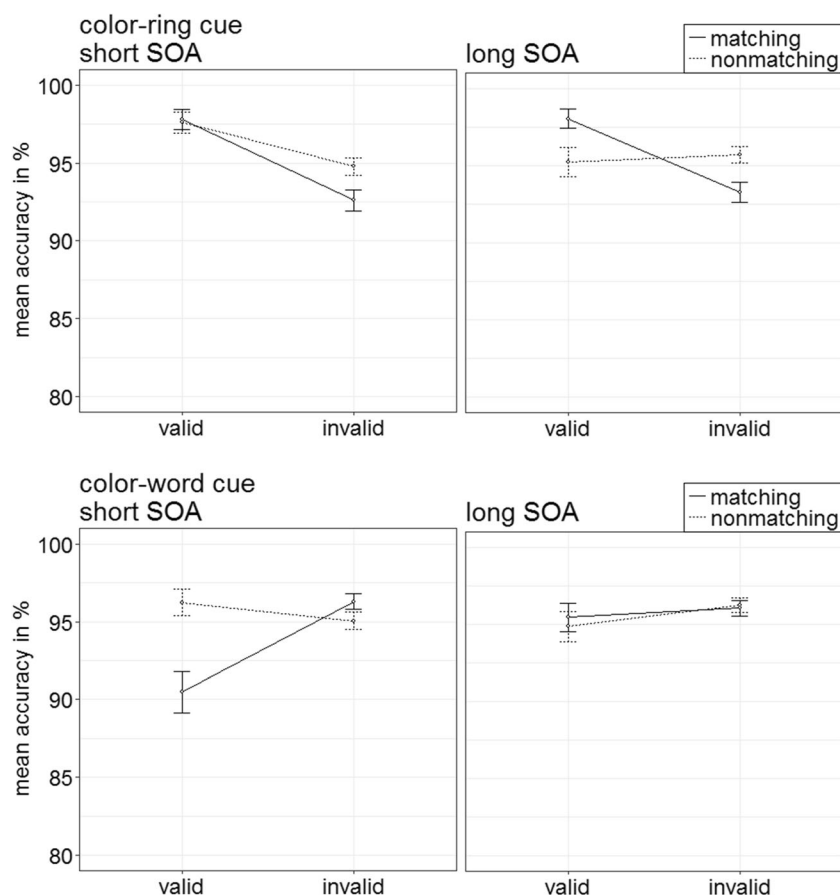 color-ring cue
short SOA
long SOA
matching
nonmatching
mean accuracy in %
100
95
90
85
80
valid
invalid
valid
invalid
color-word cue
short SOA
long SOA
matching
nonmatching
mean accuracy in %
100
95
90
85
80
valid
invalid
valid
invalid